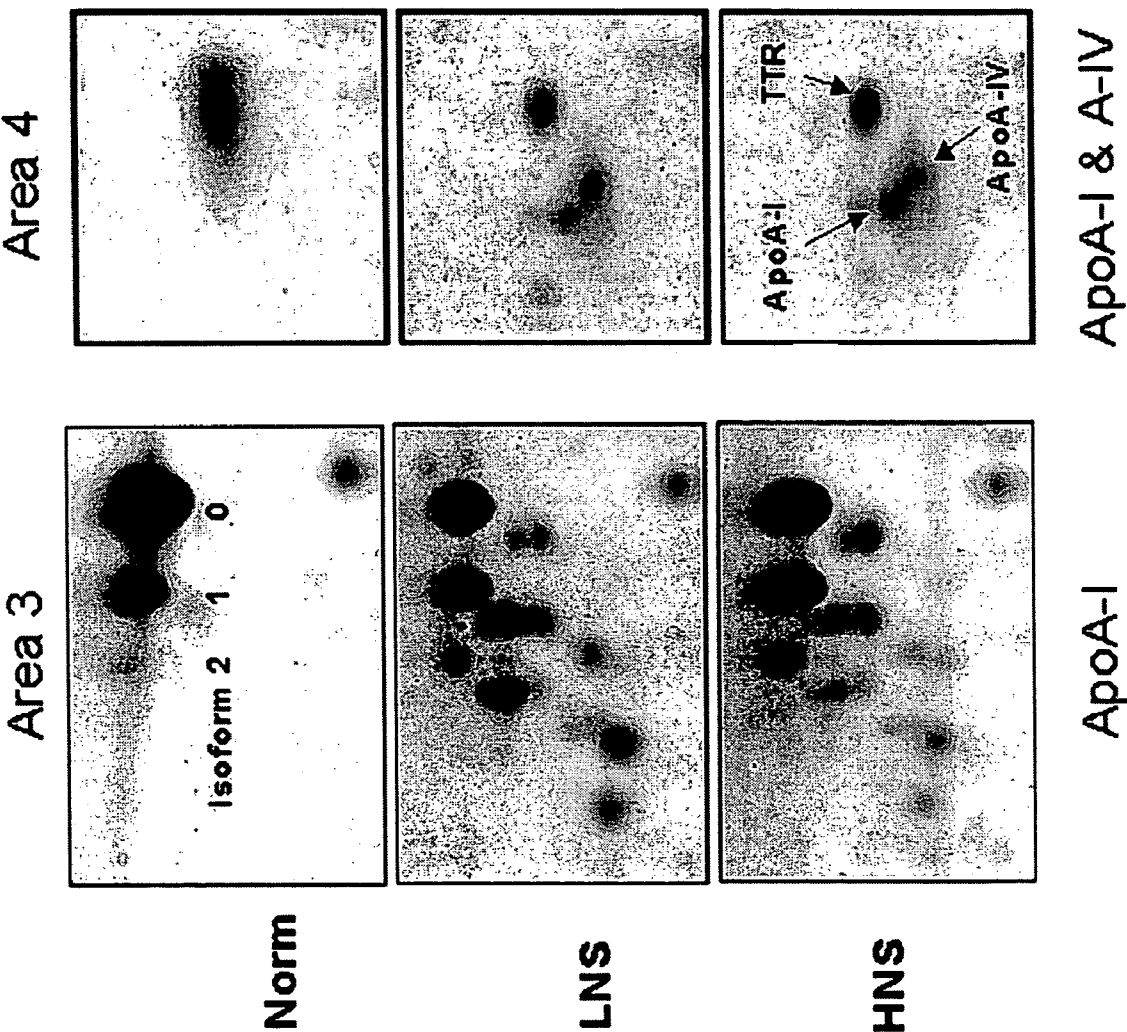 Area 3
Area 4
Norm
Isoform 2 1 0
LNS
HNS
TTR
ApoA-I
ApoA-IV
ApoA-I
ApoA-I & A-IV